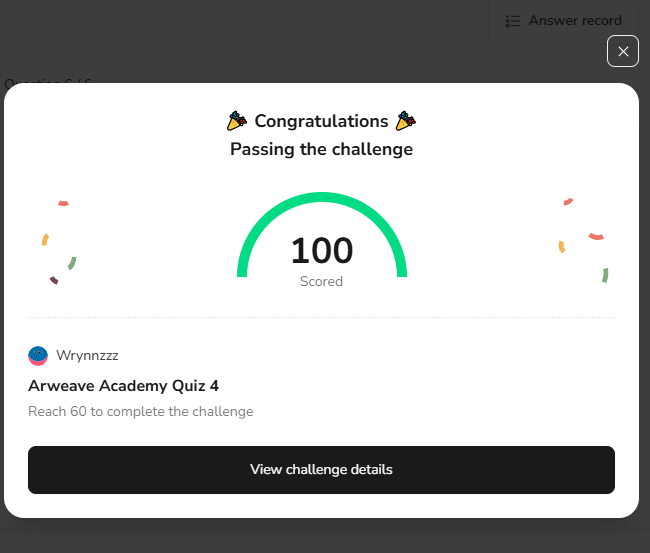 Answer record
Question 6 / 6
🎉 Congratulations 🎉
Passing the challenge
100
Scored
Wrynnzzz
Arweave Academy Quiz 4
Reach 60 to complete the challenge
View challenge details